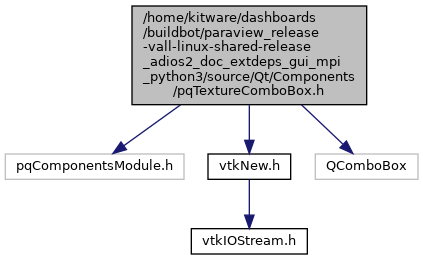 /home/kitware/dashboards
/buildbot/paraview_release
-vall-linux-shared-release
_adios2_doc_extdeps_gui_mpi
_python3/source/Qt/Components
/pqTextureComboBox.h
pqComponentsModule.h
vtkNew.h
QComboBox
vtkIOStream.h